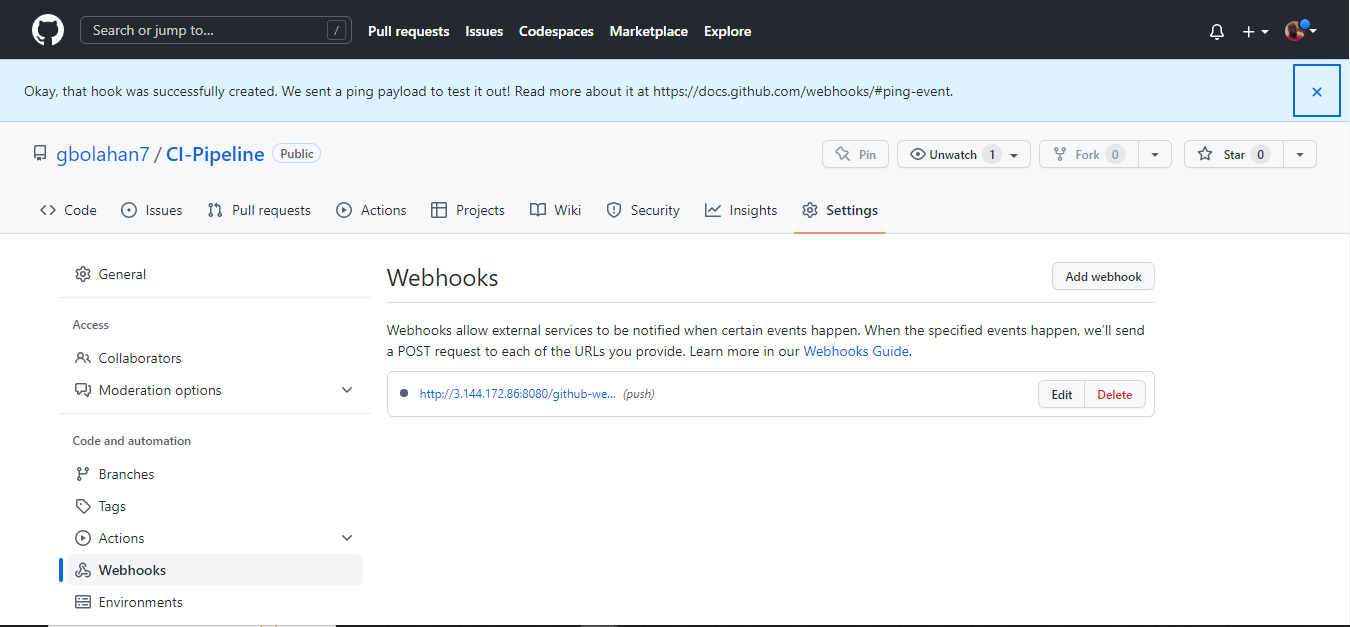 Search or jump to... / Pull requests Issues Codespaces Marketplace Explore
Okay, that hook was successfully created. We sent a ping payload to test it out! Read more about it at https://docs.github.com/webhooks/#ping-event.
gbolahan7 / CI-Pipeline Public Pin Unwatch 1 Fork 0 Star 0
Code Issues Pull requests Actions Projects Wiki Security Insights Settings
General
Access
Collaborators
Moderation options
Code and automation
Branches
Tags
Actions
Webhooks
Environments
Webhooks Add webhook
Webhooks allow external services to be notified when certain events happen. When the specified events happen, we’ll send
a POST request to each of the URLs you provide. Learn more in our Webhooks Guide.
http://3.144.172.86:8080/github-we... (push) Edit Delete